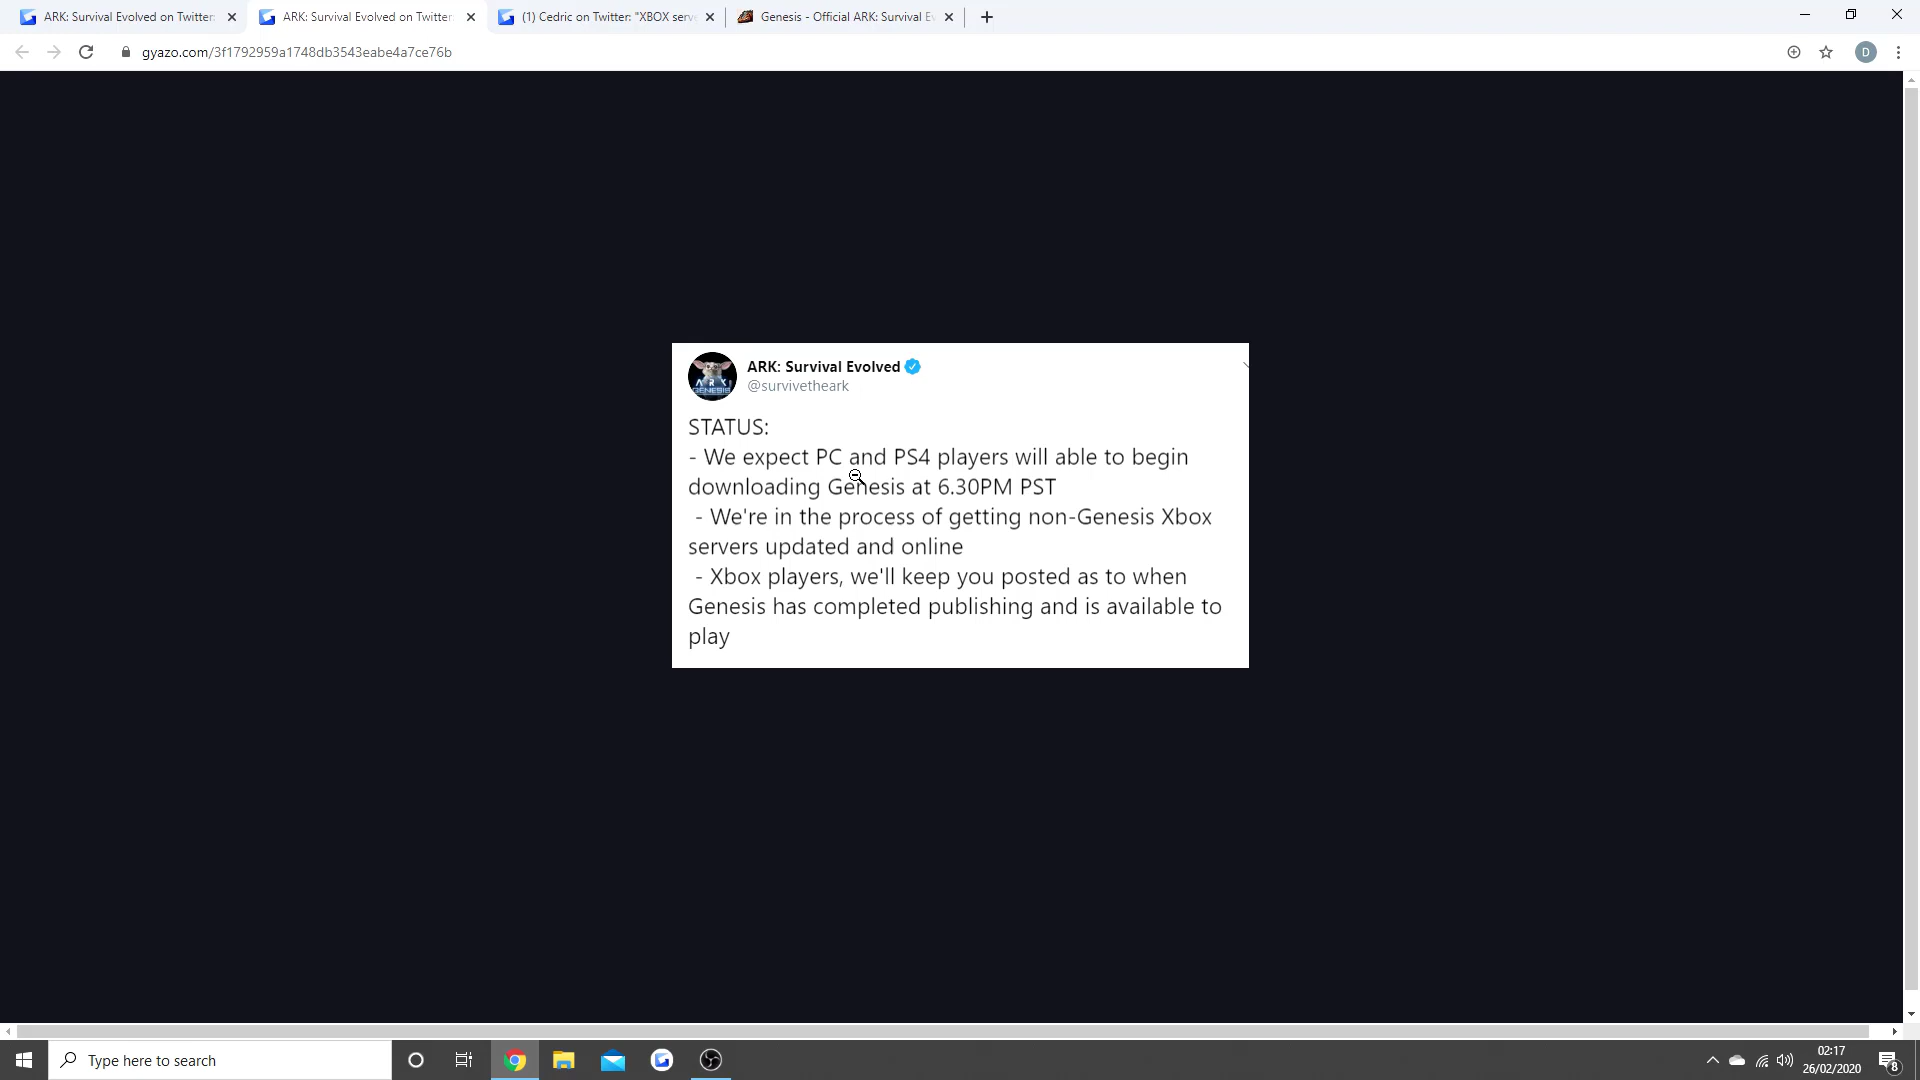 ARK: Survival Evolved on Twitter:
ARK: Survival Evolved on Twitter:
(1) Cedric on Twitter: "XBOX serv
Genesis - Official ARK: Survival E
gyazo.com/3f1792959a1748db3543eabe4a7ce76b
D
ARK: Survival Evolved
@survivetheark
ARK
GENESIS
STATUS:
- We expect PC and PS4 players will able to begin
downloading Genesis at 6.30PM PST
- We're in the process of getting non-Genesis Xbox
servers updated and online
- Xbox players, we'll keep you posted as to when
Genesis has completed publishing and is available to
play
Type here to search
02:17
26/02/2020
8